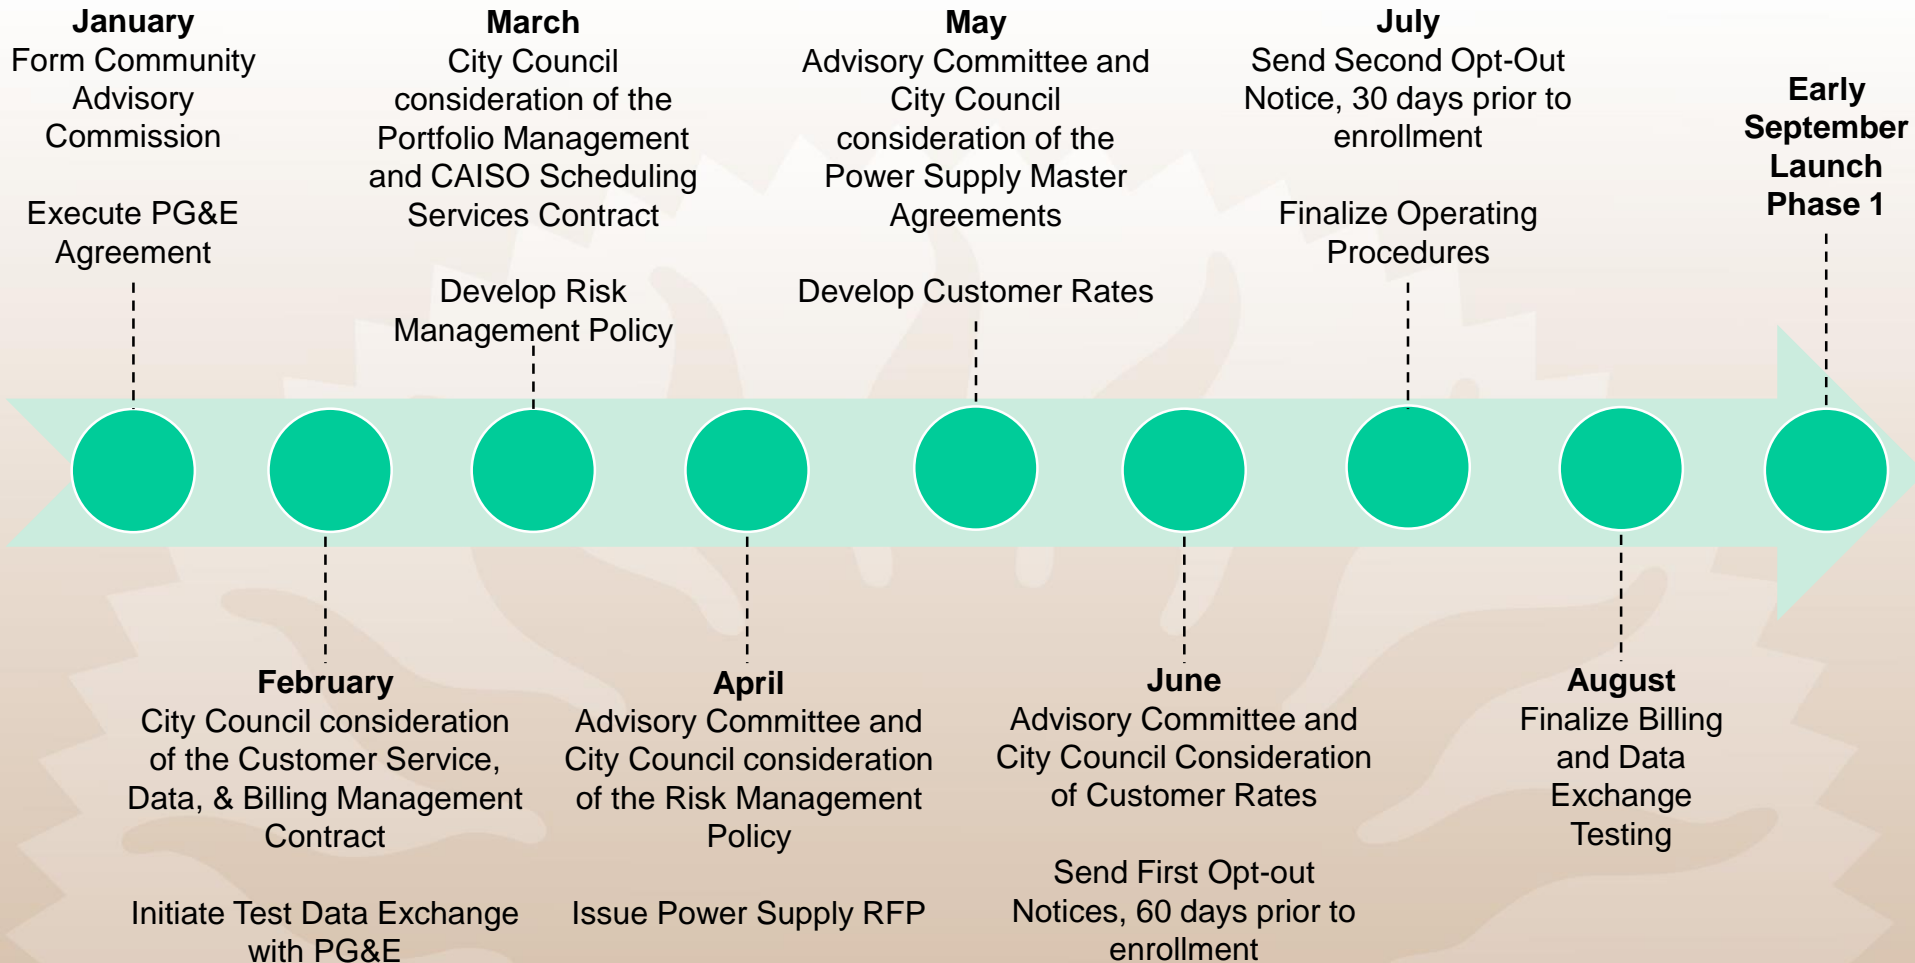 January
Form Community
Advisory
Commission
Execute PG&E
Agreement
March
City Council
consideration of the
Portfolio Management
and CAISO Scheduling
Services Contract
Develop Risk
Management Policy
May
Advisory Committee and
City Council
consideration of the
Power Supply Master
Agreements
Develop Customer Rates
July
Send Second Opt-Out
Notice, 30 days prior to
enrollment
Finalize Operating
Procedures
Early
September
Launch
Phase 1
February
City Council consideration
of the Customer Service,
Data, & Billing Management
Contract
Initiate Test Data Exchange
with PG&E
April
Advisory Committee and
City Council consideration
of the Risk Management
Policy
Issue Power Supply RFP
June
Advisory Committee and
City Council Consideration
of Customer Rates
Send First Opt-out
Notices, 60 days prior to
enrollment
August
Finalize Billing
and Data
Exchange
Testing